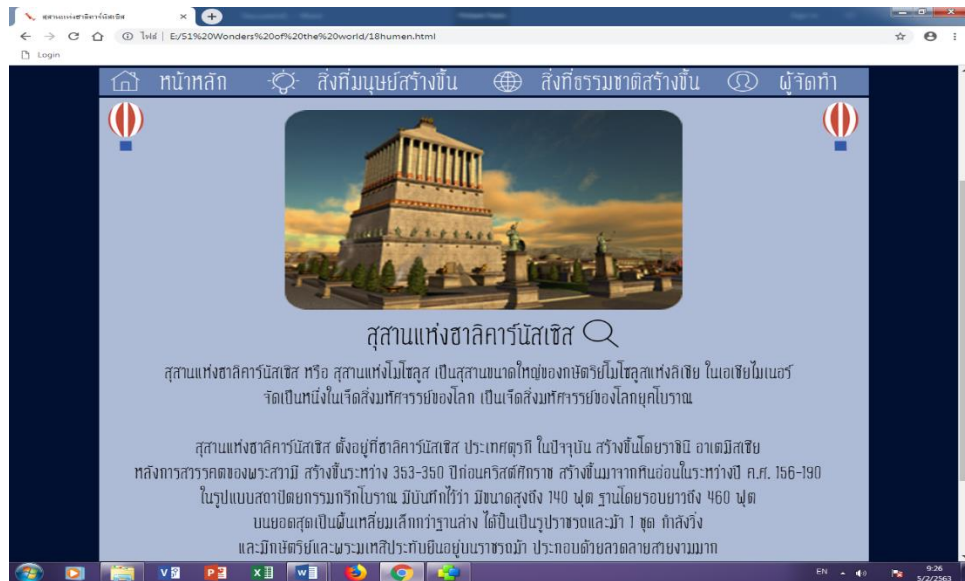 สุสานแห่งฮาลิคาร์นัสเซิส
ไฟล์ | E:/51%20Wonders%20of%20the%20world/18humen.html
Login
หน้าหลัก สิ่งที่มนุษย์สร้างขึ้น สิ่งที่ธรรมชาติสร้างขึ้น ผู้จัดทำ
สุสานแห่งฮาลิคาร์นัสเซิส
สุสานแห่งฮาลิคาร์นัสเซิส หรือ สุสานแห่งโมโซลูส เป็นสุสานขนาดใหญ่ของกษัตริย์โมโซลูสแห่งลิเซีย ในเอเซียไมเนอร์
จัดเป็นหนึ่งในเจ็ดสิ่งมหัศจรรย์ของโลก เป็นเจ็ดสิ่งมหัศจรรย์ของโลกยุคโบราณ
สุสานแห่งฮาลิคาร์นัสเซิส ตั้งอยู่ที่ฮาลิคาร์นัสเซิส ประเทศตุรกี ในปัจจุบัน สร้างขึ้นโดยราชินี อาเตมีสเซีย
หลังการสวรรคตของพระสวามี สร้างขึ้นระหว่าง 353-350 ปีก่อนคริสต์ศักราช สร้างขึ้นมาจากหินอ่อนในระหว่างปี ค.ศ. 156-190
ในรูปแบบสถาปัตยกรรมกรีกโบราณ มีบันทึกไว้ว่า มีขนาดสูงถึง 140 ฟุต ฐานโดยรอบยาวถึง 460 ฟุต
บนยอดสุดเป็นพื้นเหลี่ยมเล็กกว่าฐานล่าง ได้ปั้นเป็นรูปราชรถและม้า 1 ชุด กำลังวิ่ง
และมีกษัตริย์และพระมเหสีประทับยืนอยู่บนราชรถม้า ประกอบด้วยลวดลายสวยงามมาก
EN
9:26
5/2/2563